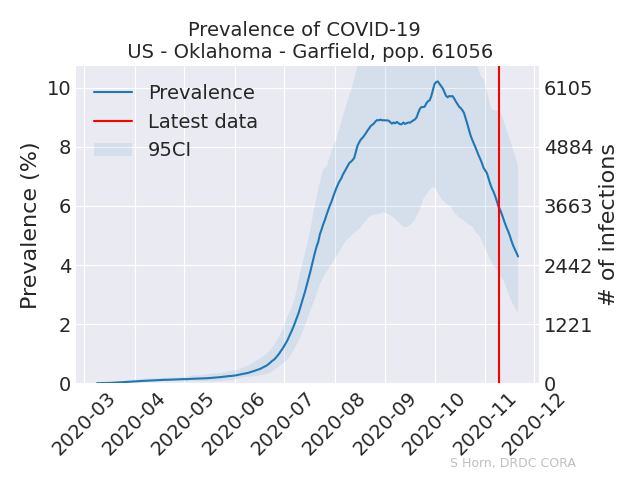 Prevalence of COVID-19
US - Oklahoma - Garfield, pop. 61056
Prevalence
Latest data
95CI
Prevalence (%)
10
8
6
4
2
0
# of infections
6105
4884
3663
2442
1221
0
2020-03
2020-04
2020-05
2020-06
2020-07
2020-08
2020-09
2020-10
2020-11
2020-12
S Horn, DRDC CORA